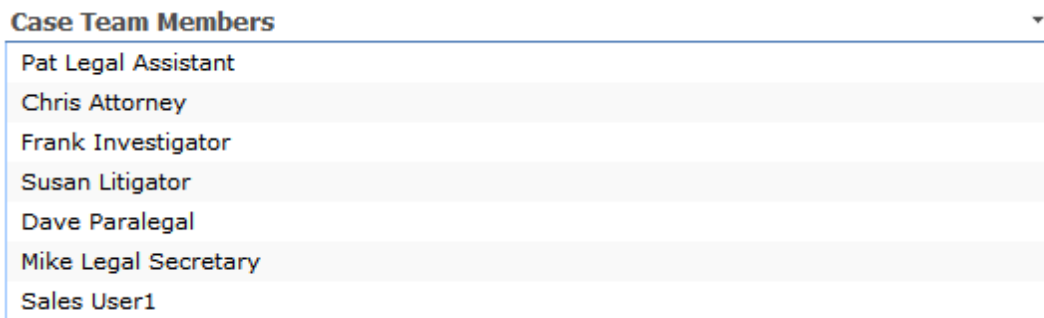 Case Team Members
Pat Legal Assistant
Chris Attorney
Frank Investigator
Susan Litigator
Dave Paralegal
Mike Legal Secretary
Sales User1